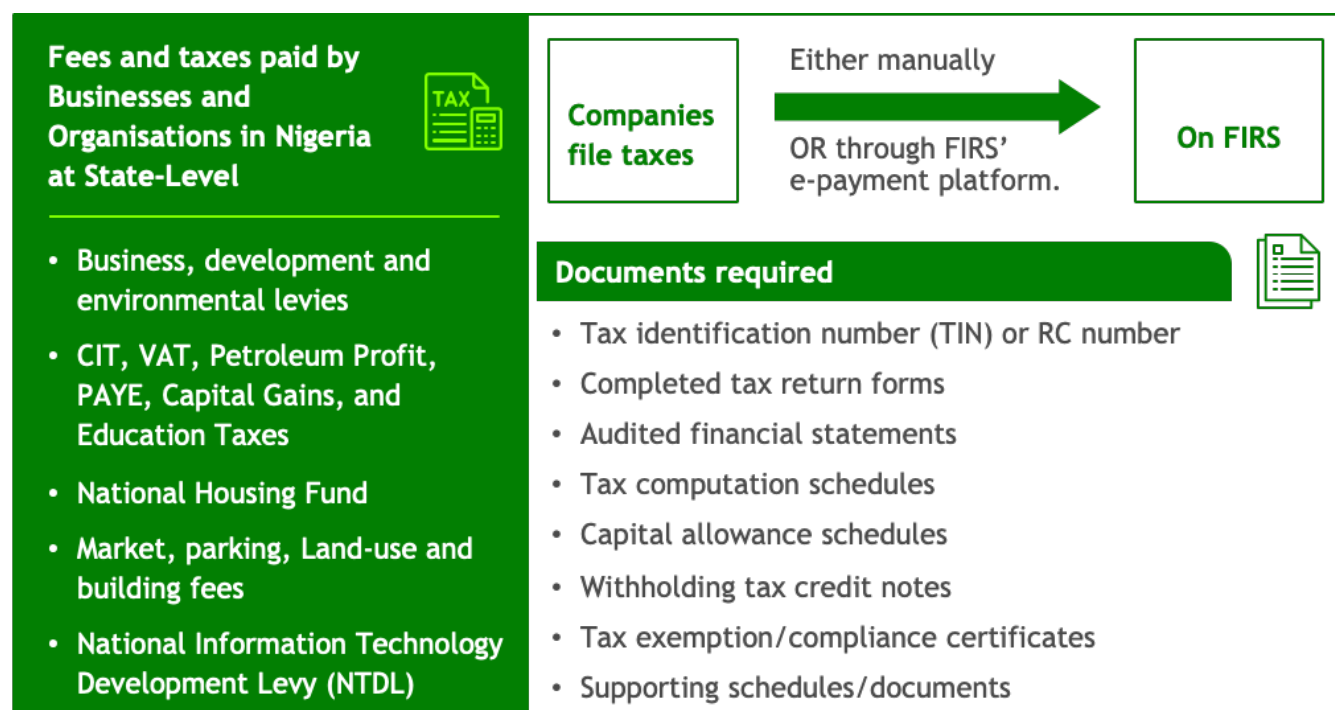 Fees and taxes paid by
Businesses and
Organisations in Nigeria
at State-Level
TAX
• Business, development and
environmental levies
• CIT, VAT, Petroleum Profit,
PAYE, Capital Gains, and
Education Taxes
• National Housing Fund
• Market, parking, Land-use and
building fees
• National Information Technology
Development Levy (NTDL)
Companies
file taxes
Either manually
OR through FIRS’
e-payment platform.
On FIRS
Documents required
• Tax identification number (TIN) or RC number
• Completed tax return forms
• Audited financial statements
• Tax computation schedules
• Capital allowance schedules
• Withholding tax credit notes
• Tax exemption/compliance certificates
• Supporting schedules/documents